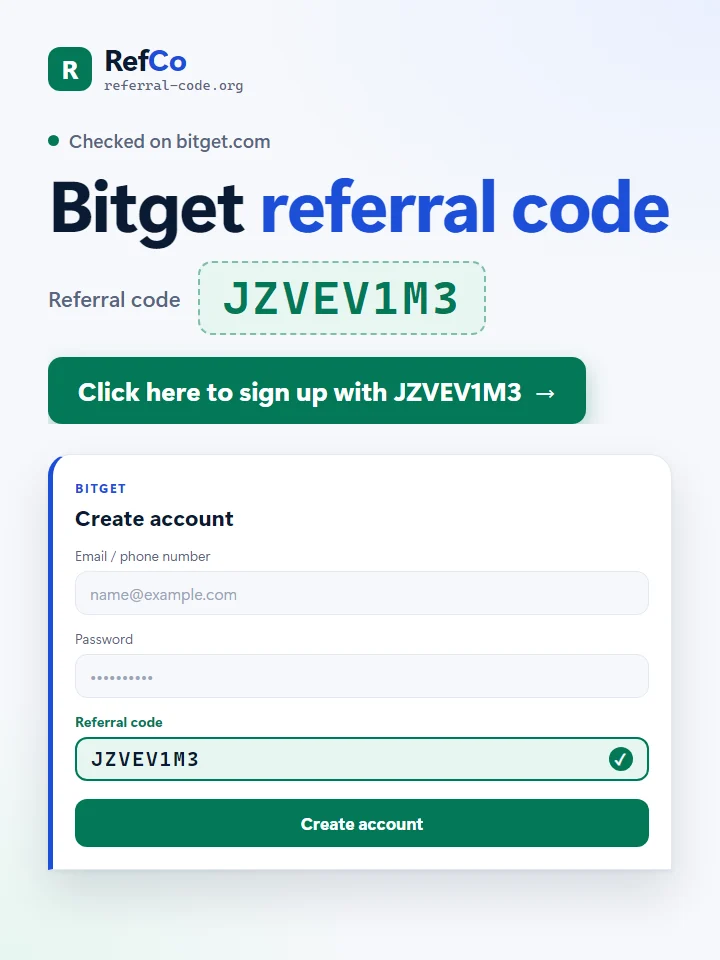 R
RefCo
referral-code.org
Checked on bitget.com
Bitget referral code
Referral code JZVEV1M3
Click here to sign up with JZVEV1M3 →
BITGET
Create account
Email / phone number
name@example.com
Password
••••••••••
Referral code
JZVEV1M3
Create account